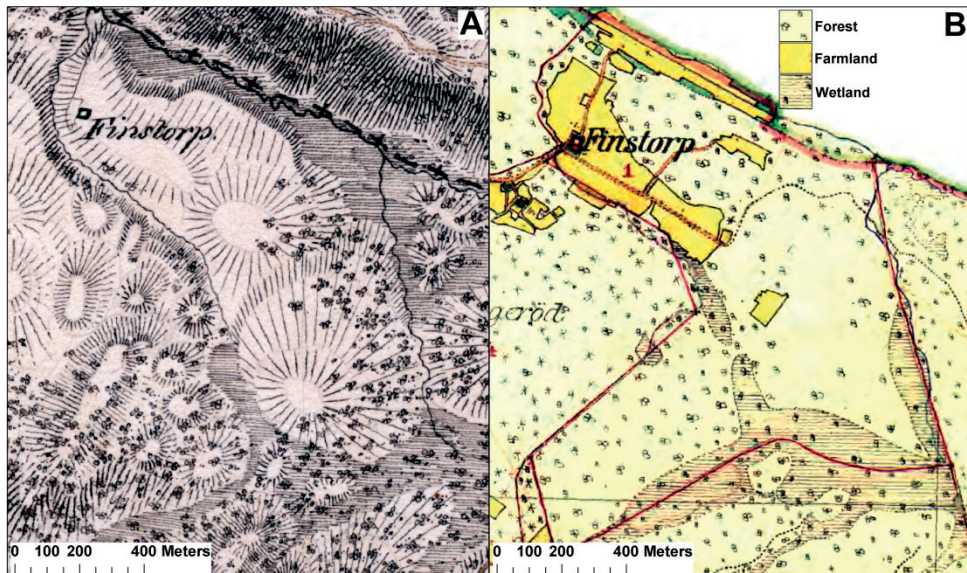 A
Finstorp.
0 100 200 400 Meters
B
Forest
Farmland
Wetland
Finstorp
1
geröd
0 100 200 400 Meters